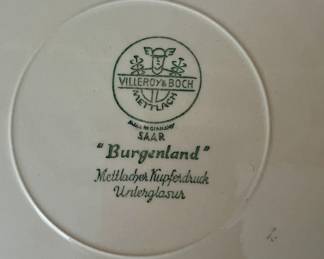 VILLEROY & BOCH
METTLACH
SAAR
"Burgenland"
Mettlacher Kupferdruck
Unterglasur